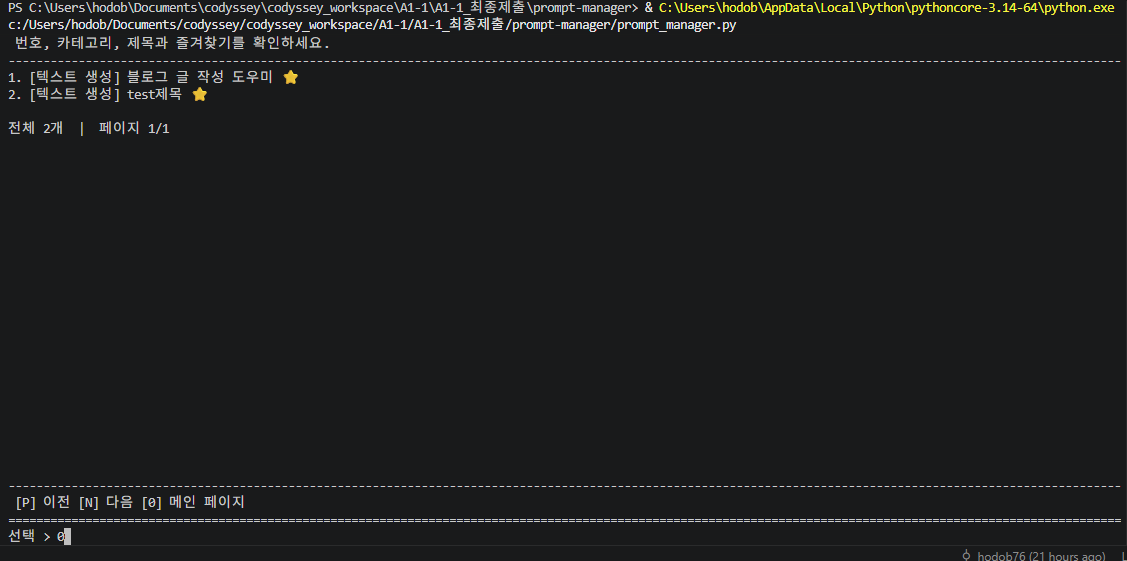 PS C:\Users\hodob\Documents\codyssey\codyssey_workspace\A1-1\A1-1_최종제출\prompt-manager> & C:\Users\hodob\AppData\Local\Python\pythoncore-3.14-64\python.exe
c:/Users/hodob/Documents/codyssey/codyssey_workspace/A1-1/A1-1_최종제출/prompt-manager/prompt_manager.py
번호, 카테고리, 제목과 즐겨찾기를 확인하세요.
1. [텍스트 생성] 블로그 글 작성 도우미 ⭐
2. [텍스트 생성] test제목 ⭐
전체 2개 | 페이지 1/1
[P] 이전 [N] 다음 [0] 메인 페이지
선택 > 0
hodob76 (21 hours ago)